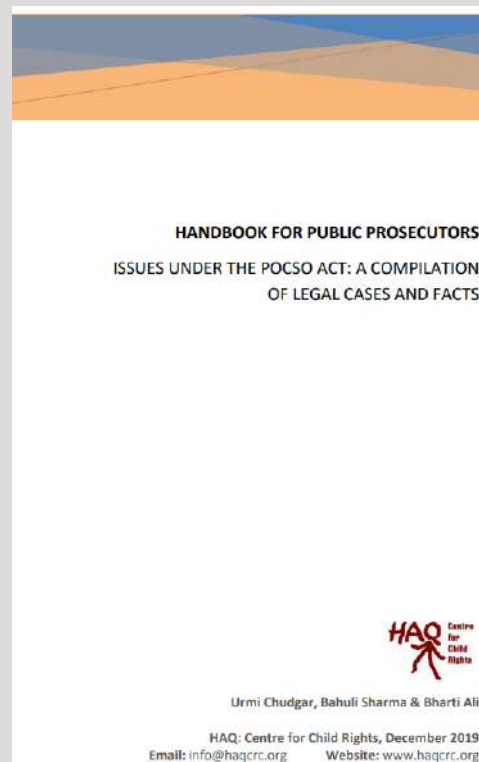 HANDBOOK FOR PUBLIC PROSECUTORS
ISSUES UNDER THE POCSO ACT: A COMPILATION
OF LEGAL CASES AND FACTS
HAQ
Centre
for
Child
Rights
Urmi Chudgar, Bahuli Sharma & Bharti Ali
HAQ: Centre for Child Rights, December 2019
Email: info@haqcrc.org Website: www.haqcrg.org